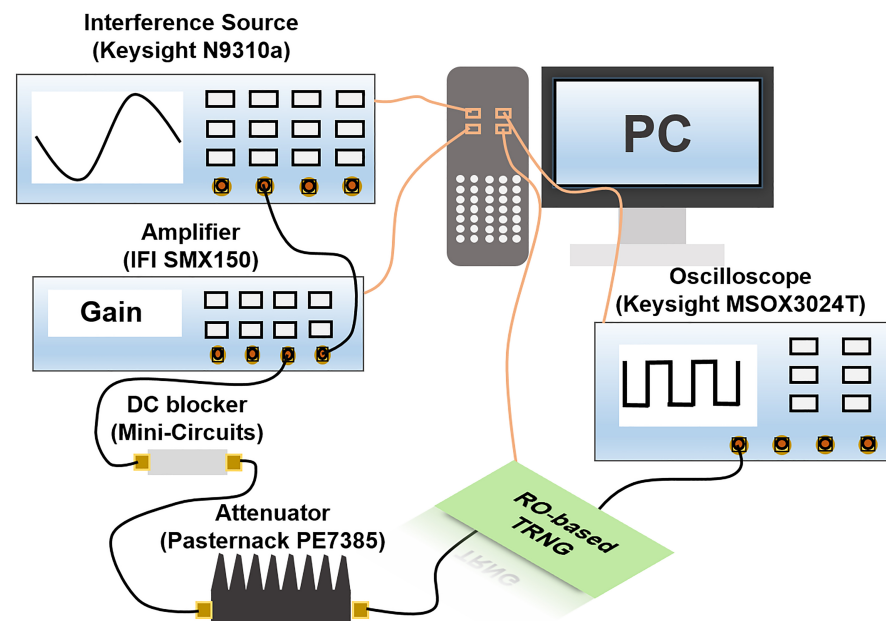 Interference Source
(Keysight N9310a)
PC
Amplifier
(IFI SMX150)
Gain
Oscilloscope
(Keysight MSOX3024T)
DC blocker
(Mini-Circuits)
RO-based
TRNG
TRNG
Attenuator
(Pasternack PE7385)